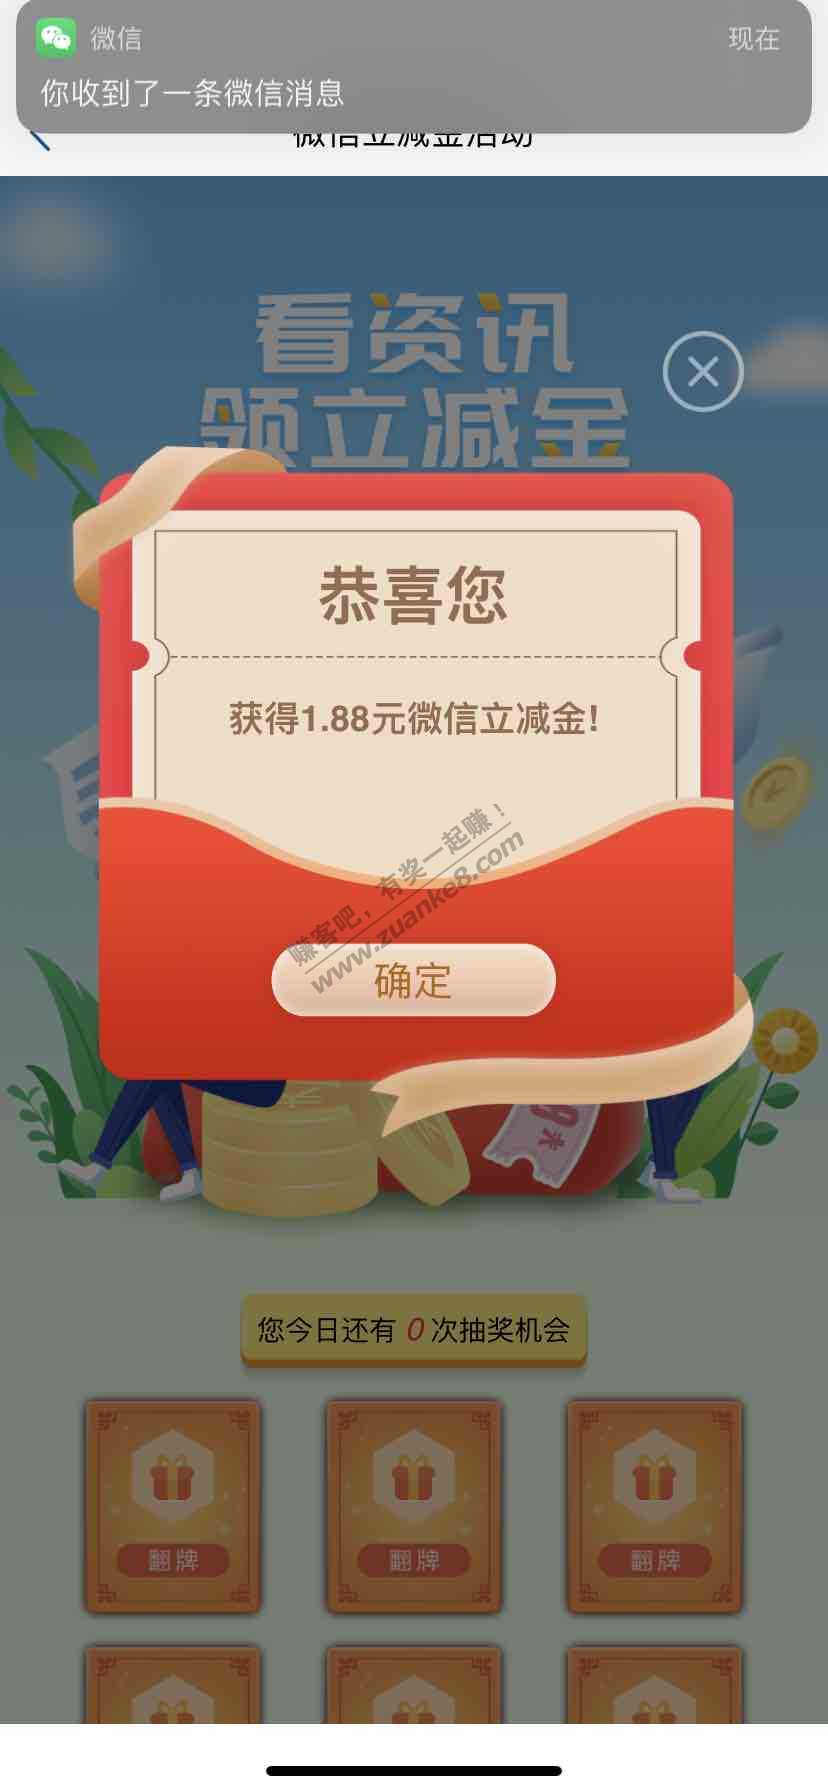 微信
现在
你收到了一条微信消息
微信立减金活动
看资讯
领立减金
恭喜您
获得1.88元微信立减金!
赚客吧，有奖一起赚！
www.zuanke8.com
确定
您今日还有 0 次抽奖机会
翻牌
翻牌
翻牌